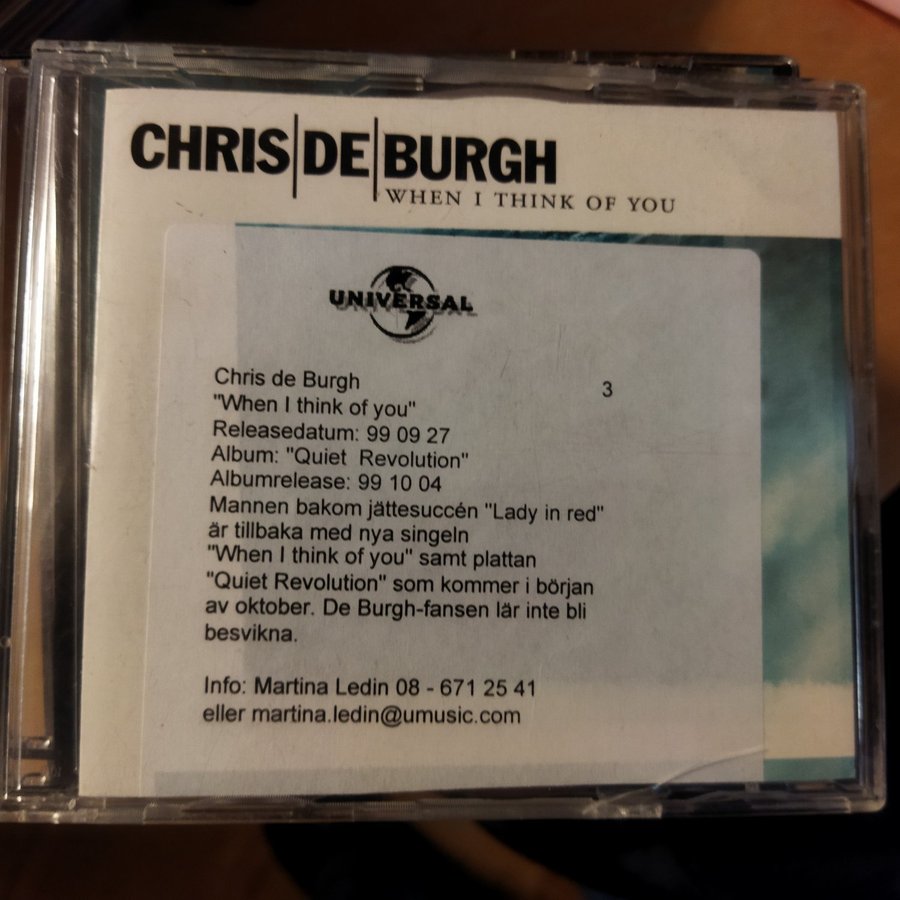 CHRIS|DE|BURGH
WHEN I THINK OF YOU
UNIVERSAL
Chris de Burgh 3
"When I think of you"
Releasedatum: 99 09 27
Album: "Quiet Revolution"
Albumrelease: 99 10 04
Mannen bakom jättesuccén "Lady in red"
är tillbaka med nya singeln
"When I think of you" samt plattan
"Quiet Revolution" som kommer i början
av oktober. De Burgh-fansen lär inte bli
besvikna.
Info: Martina Ledin 08 - 671 25 41
eller martina.ledin@umusic.com